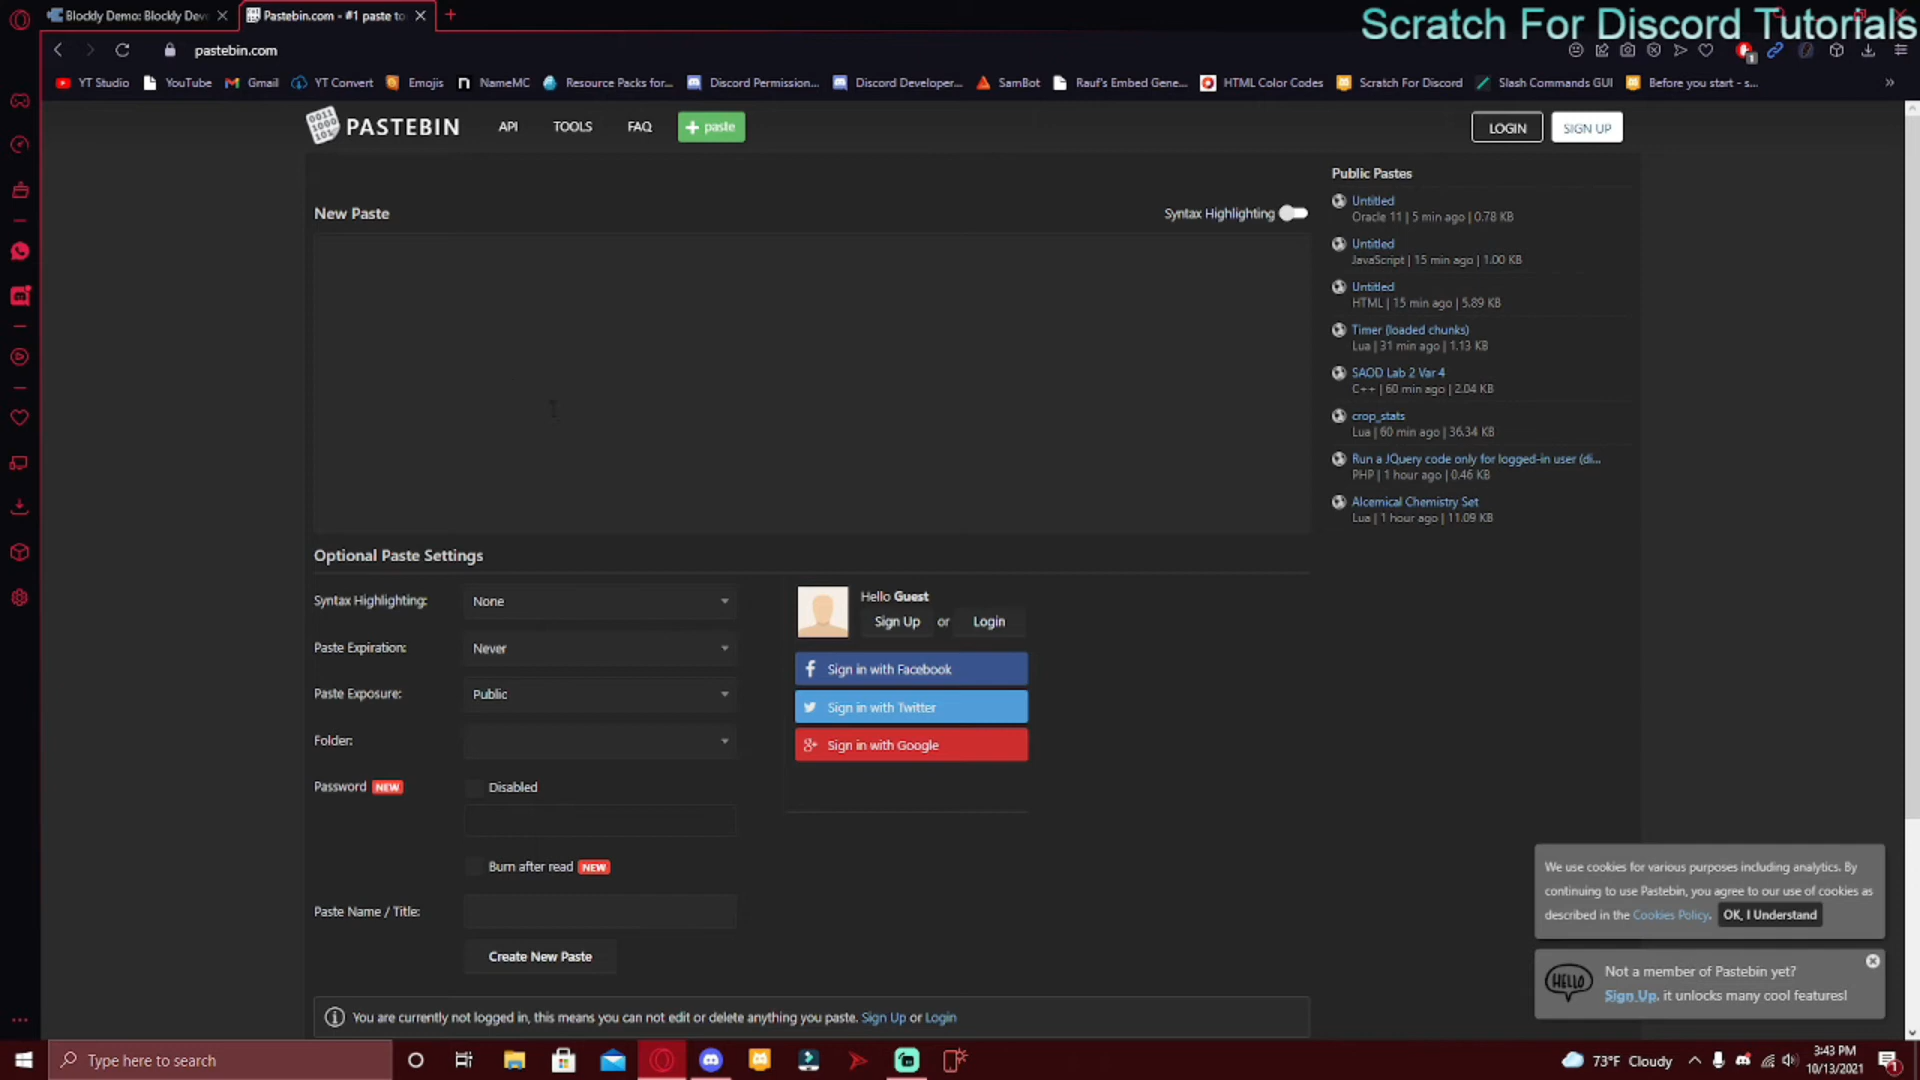 Blockly Demo: Blockly Dev
Pastebin.com - #1 paste to
Scratch For Discord Tutorials
pastebin.com
YT Studio
YouTube
Gmail
YT Convert
Emojis
NameMC
Resource Packs for...
Discord Permission...
Discord Developer...
SamBot
Rauf's Embed Gene...
HTML Color Codes
Scratch For Discord
Slash Commands GUI
Before you start - s...
PASTEBIN
API
TOOLS
FAQ
+ paste
LOGIN
SIGN UP
New Paste
Syntax Highlighting
Public Pastes
Untitled
Oracle 11 | 5 min ago | 0.78 KB
Untitled
JavaScript | 15 min ago | 1.00 KB
Untitled
HTML | 15 min ago | 5.89 KB
Timer (loaded chunks)
Lua | 31 min ago | 1.13 KB
SAOD Lab 2 Var 4
C++ | 60 min ago | 2.04 KB
crop_stats
Lua | 60 min ago | 36.34 KB
Run a JQuery code only for logged-in user (di...
PHP | 1 hour ago | 0.46 KB
Alcemical Chemistry Set
Lua | 1 hour ago | 11.09 KB
Optional Paste Settings
Syntax Highlighting:
None
Paste Expiration:
Never
Paste Exposure:
Public
Folder:
Password NEW
Disabled
Burn after read NEW
Paste Name / Title:
Create New Paste
Hello Guest
Sign Up or Login
Sign in with Facebook
Sign in with Twitter
Sign in with Google
We use cookies for various purposes including analytics. By
continuing to use Pastebin, you agree to our use of cookies as
described in the Cookies Policy. OK, I Understand
HELLO
Not a member of Pastebin yet?
Sign Up, it unlocks many cool features!
You are currently not logged in, this means you can not edit or delete anything you paste. Sign Up or Login
Type here to search
73°F Cloudy
3:43 PM
10/13/2021